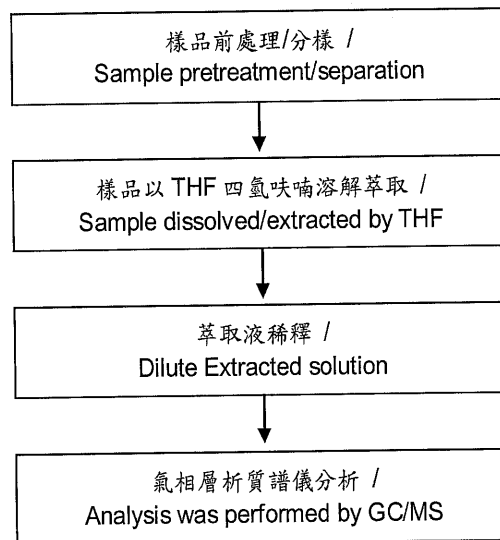 樣品前處理/分樣 /
Sample pretreatment/separation
樣品以 THF 四氫呋喃溶解萃取 /
Sample dissolved/extracted by THF
萃取液稀釋 /
Dilute Extracted solution
氣相層析質譜儀分析 /
Analysis was performed by GC/MS